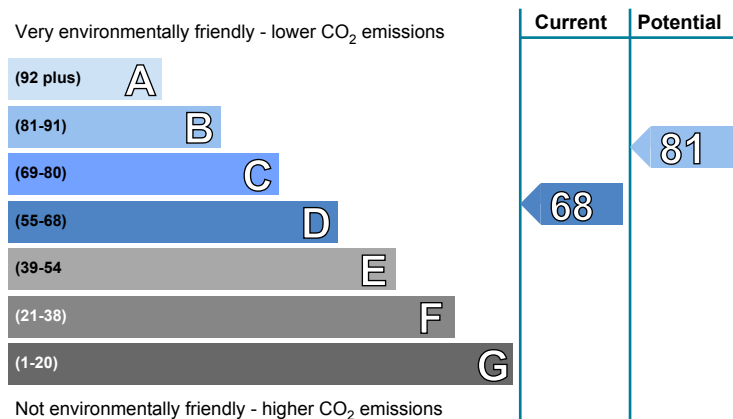 Very environmentally friendly - lower CO2 emissions
Current
Potential
(92 plus) A
(81-91) B
(69-80) C
(55-68) D
(39-54 E
(21-38) F
(1-20) G
81
68
Not environmentally friendly - higher CO2 emissions